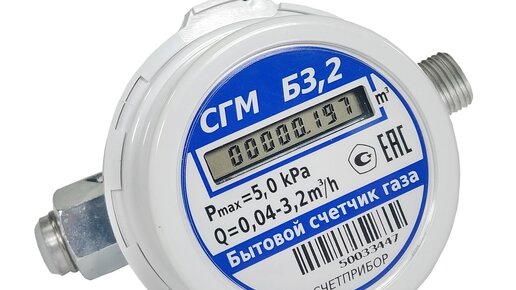 СГМ Б3,2
00000.197 m³
Pmax=5,0 kPa
Q=0,04-3,2m³/h
EAC
Бытовой счетчик газа
50033447
СЧЕТПРИБОР